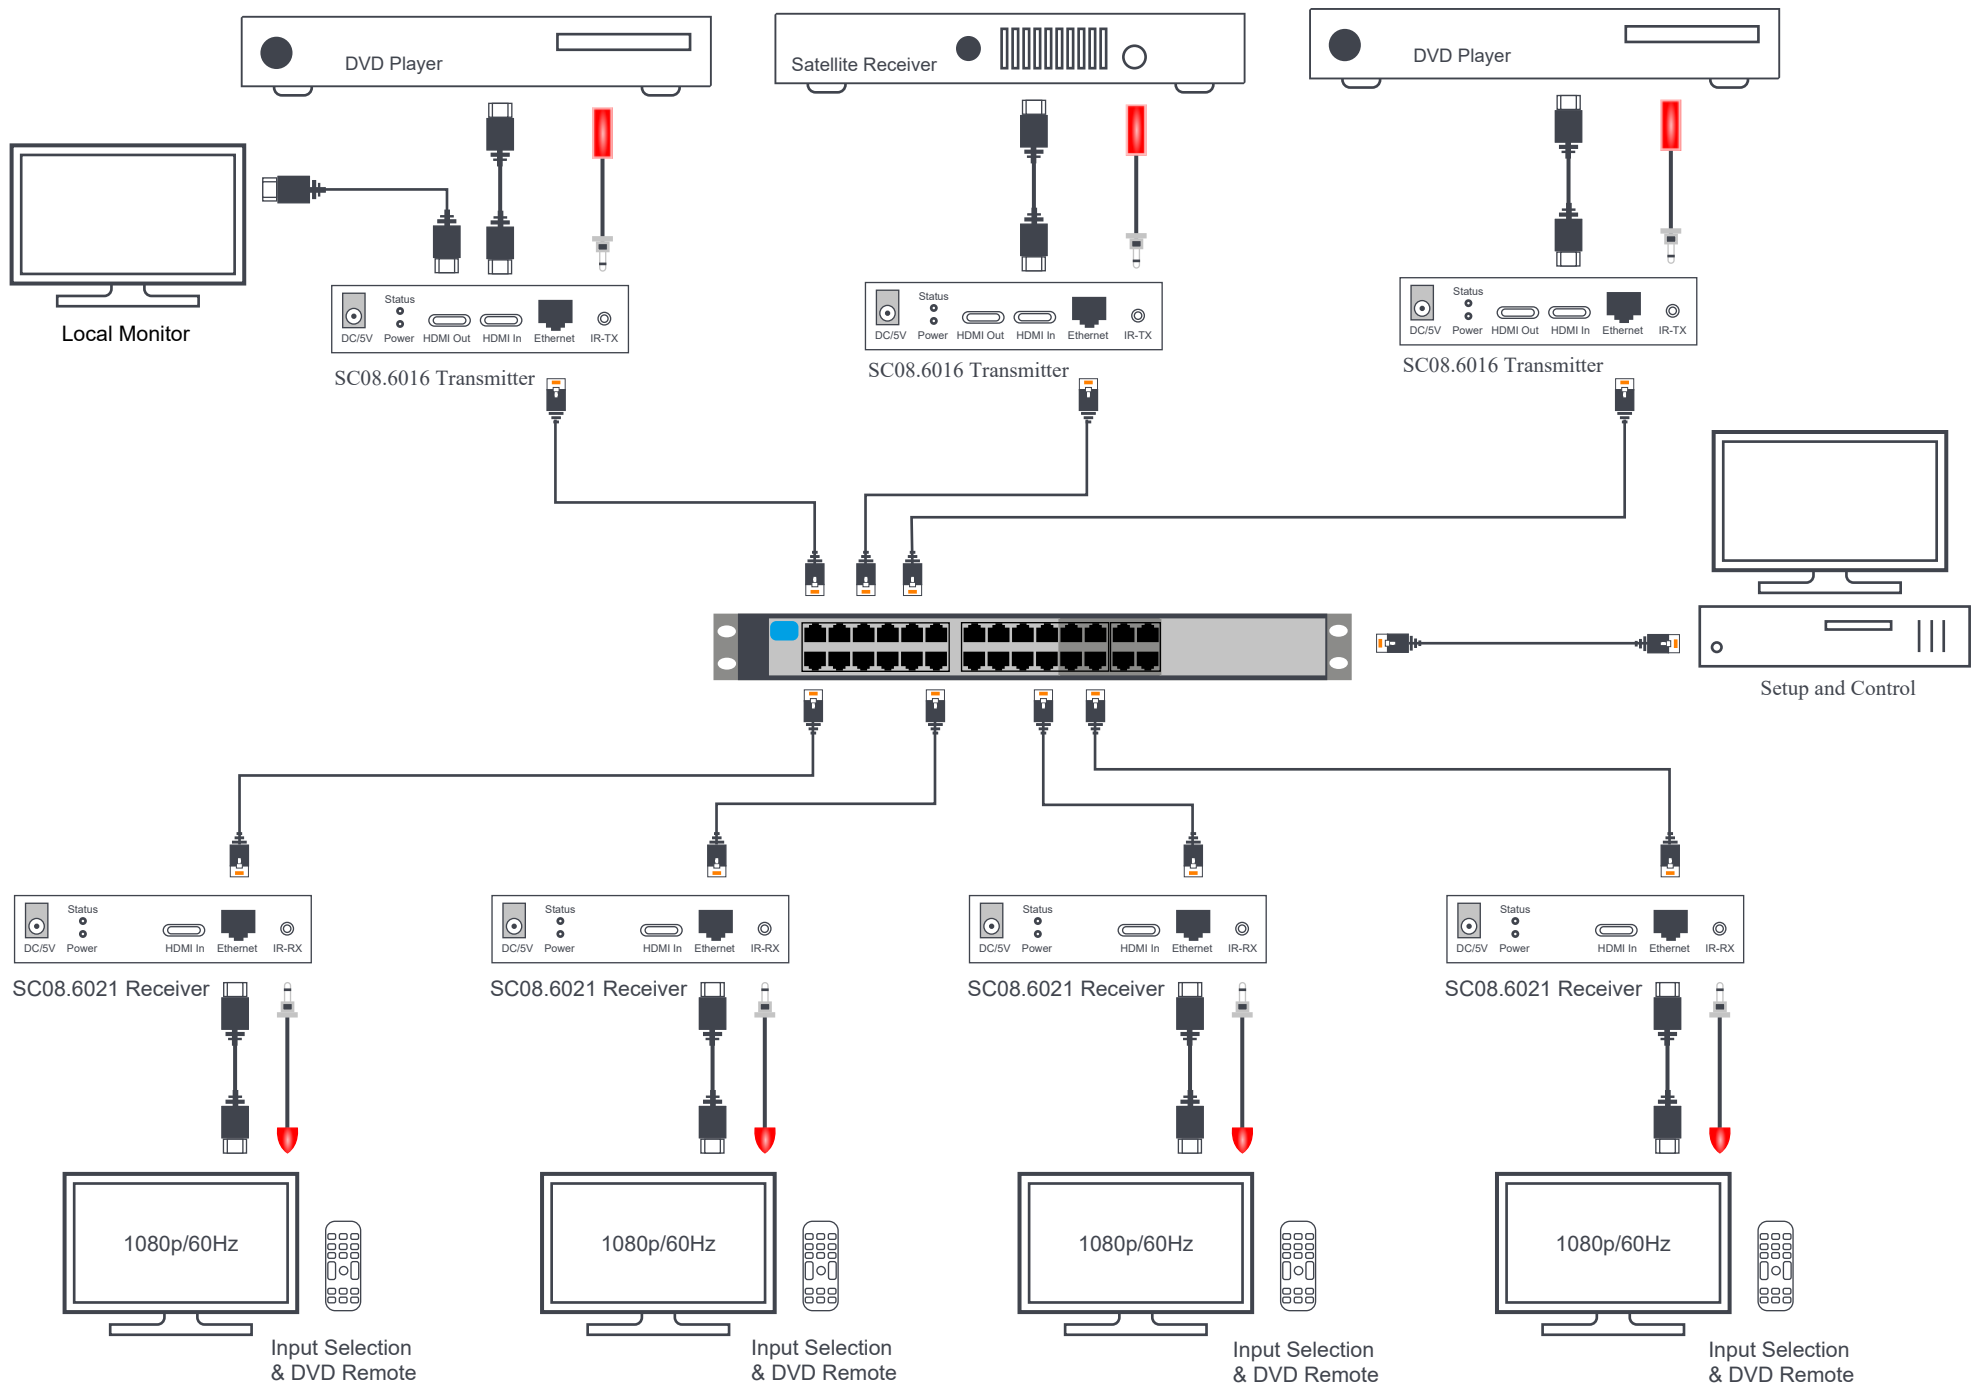 DVD Player
Satellite Receiver
DVD Player
Local Monitor
Status
DC/5V Power HDMI Out HDMI In Ethernet IR-TX
SC08.6016 Transmitter
Status
DC/5V Power HDMI Out HDMI In Ethernet IR-TX
SC08.6016 Transmitter
Status
DC/5V Power HDMI Out HDMI In Ethernet IR-TX
SC08.6016 Transmitter
Setup and Control
Status
DC/5V Power HDMI In Ethernet IR-RX
SC08.6021 Receiver
Status
DC/5V Power HDMI In Ethernet IR-RX
SC08.6021 Receiver
Status
DC/5V Power HDMI In Ethernet IR-RX
SC08.6021 Receiver
Status
DC/5V Power HDMI In Ethernet IR-RX
SC08.6021 Receiver
1080p/60Hz
Input Selection
& DVD Remote
1080p/60Hz
Input Selection
& DVD Remote
1080p/60Hz
Input Selection
& DVD Remote
1080p/60Hz
Input Selection
& DVD Remote